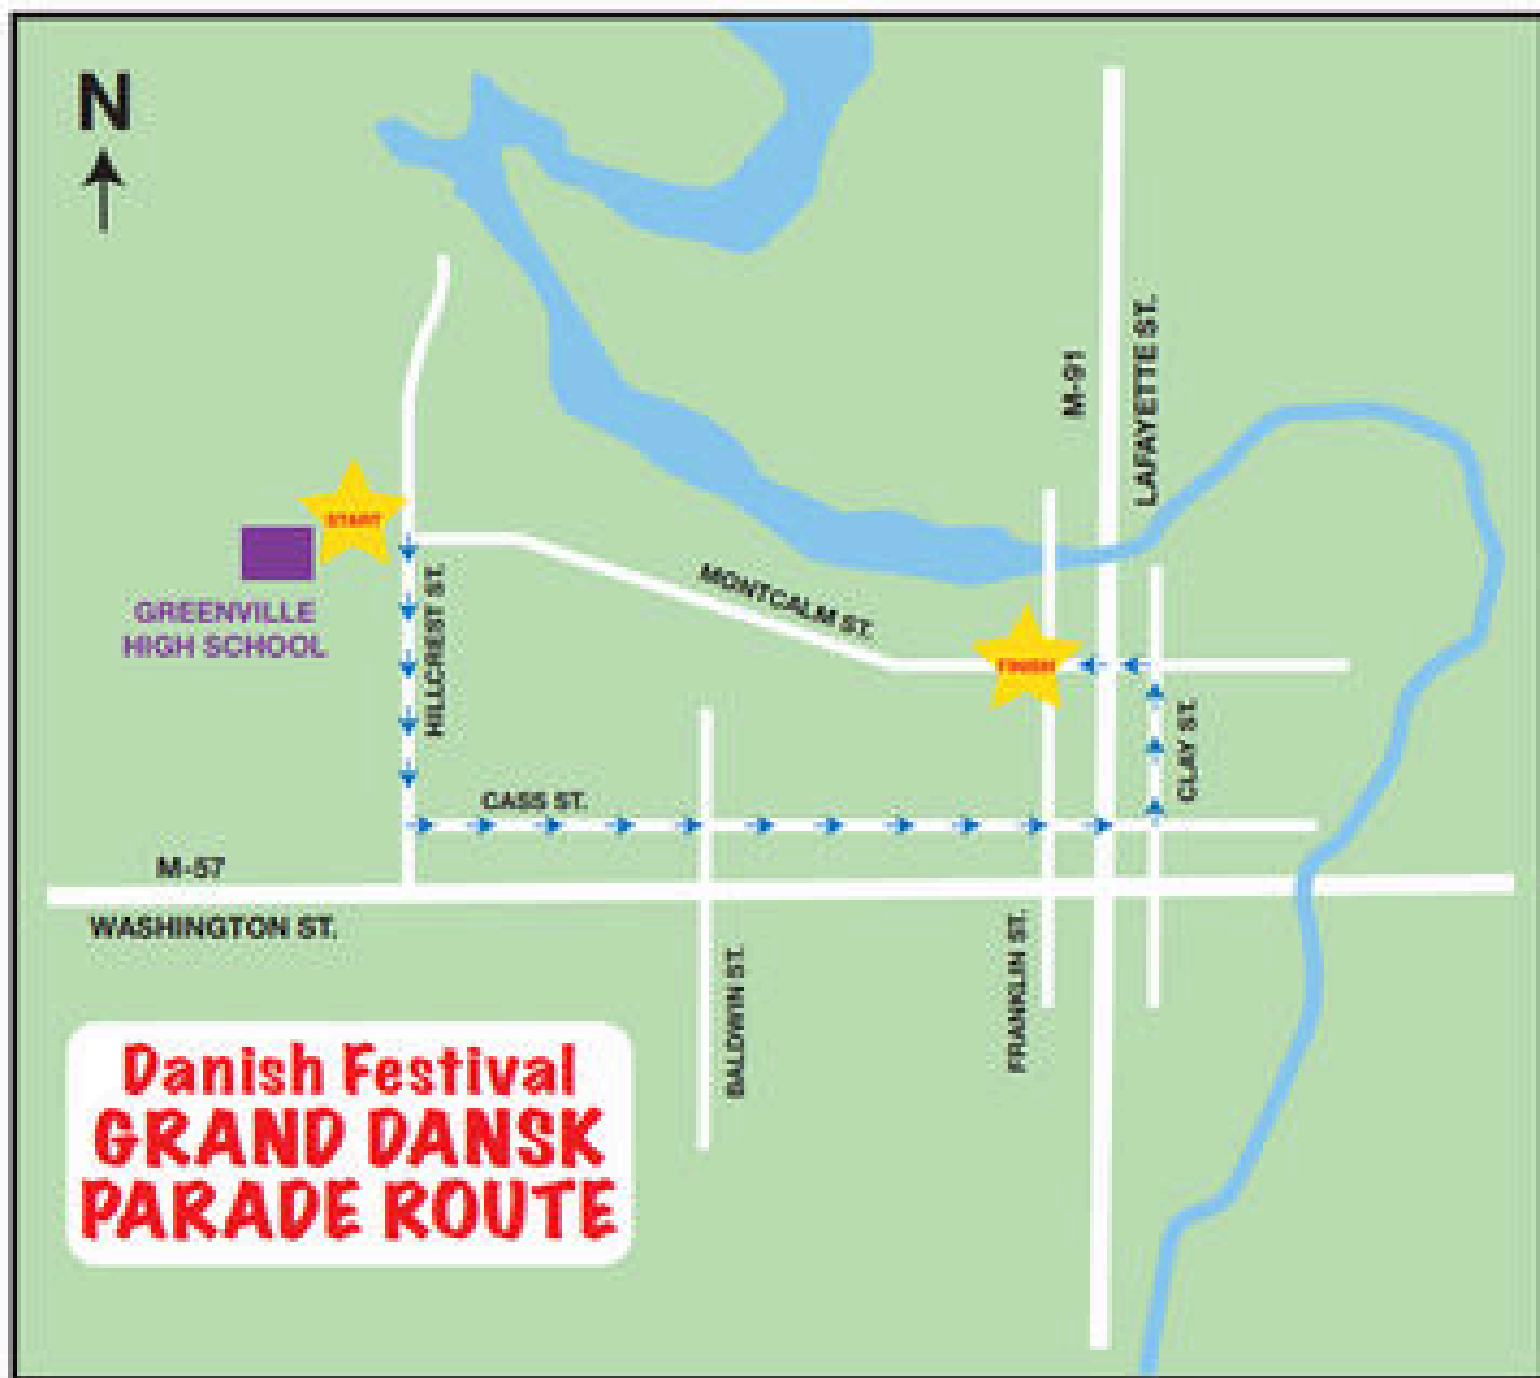 N
M-91
LAFAYETTE ST.
START
GREENVILLE
HIGH SCHOOL
HILLCREST ST.
MONTCALM ST.
FINISH
CLAY ST.
CASS ST.
M-57
WASHINGTON ST.
BALDWIN ST.
FRANKLIN ST.
Danish Festival
GRAND DANSK
PARADE ROUTE